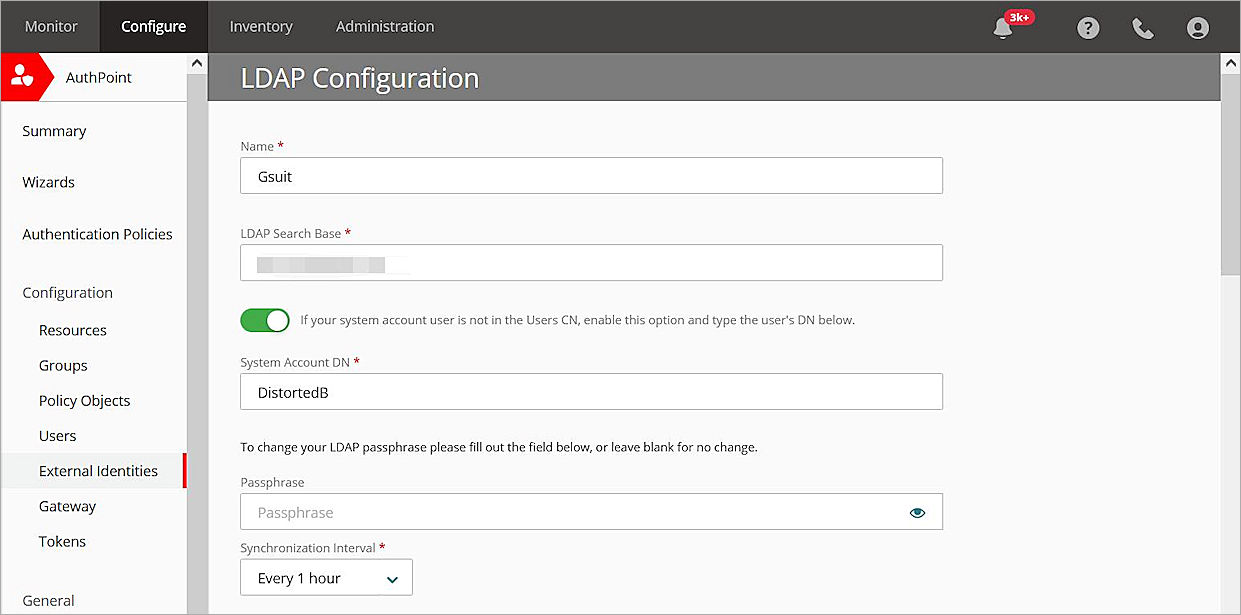 Monitor
Configure
Inventory
Administration
3k+
?
AuthPoint
LDAP Configuration
Summary
Wizards
Authentication Policies
Configuration
Resources
Groups
Policy Objects
Users
External Identities
Gateway
Tokens
General
Name *
Gsuit
LDAP Search Base *
If your system account user is not in the Users CN, enable this option and type the user's DN below.
System Account DN *
DistortedB
To change your LDAP passphrase please fill out the field below, or leave blank for no change.
Passphrase
Passphrase
Synchronization Interval *
Every 1 hour